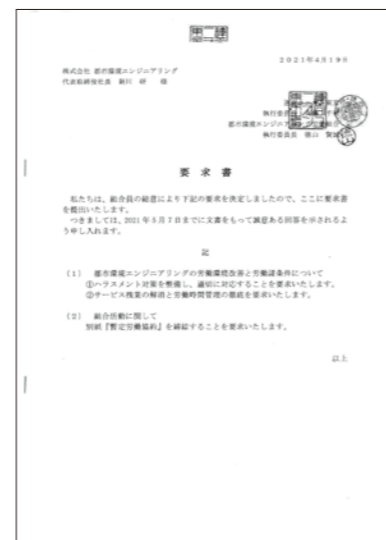 2021年4月19日
株式会社 都市環境エンジニアリング
代表取締役社長 様
執行委員長
都市環境エンジニア
執行委員長
要 求 書
私たちは、組合員の総意により下記の要求を決定しましたので、ここに要求書
を提出いたします。
つきましては、2021年5月7日までに文書をもって誠意ある回答を示されるよ
う申し入れます。
記
(1) 都市環境エンジニアリングの労働環境改善と労働諸条件について
①ハラスメント対策を整備し、適切に対応することを要求いたします。
②サービス残業の解消と労働時間管理の徹底を要求いたします。
(2) 組合活動に関して
別紙『暫定労働協約』を締結することを要求いたします。
以上